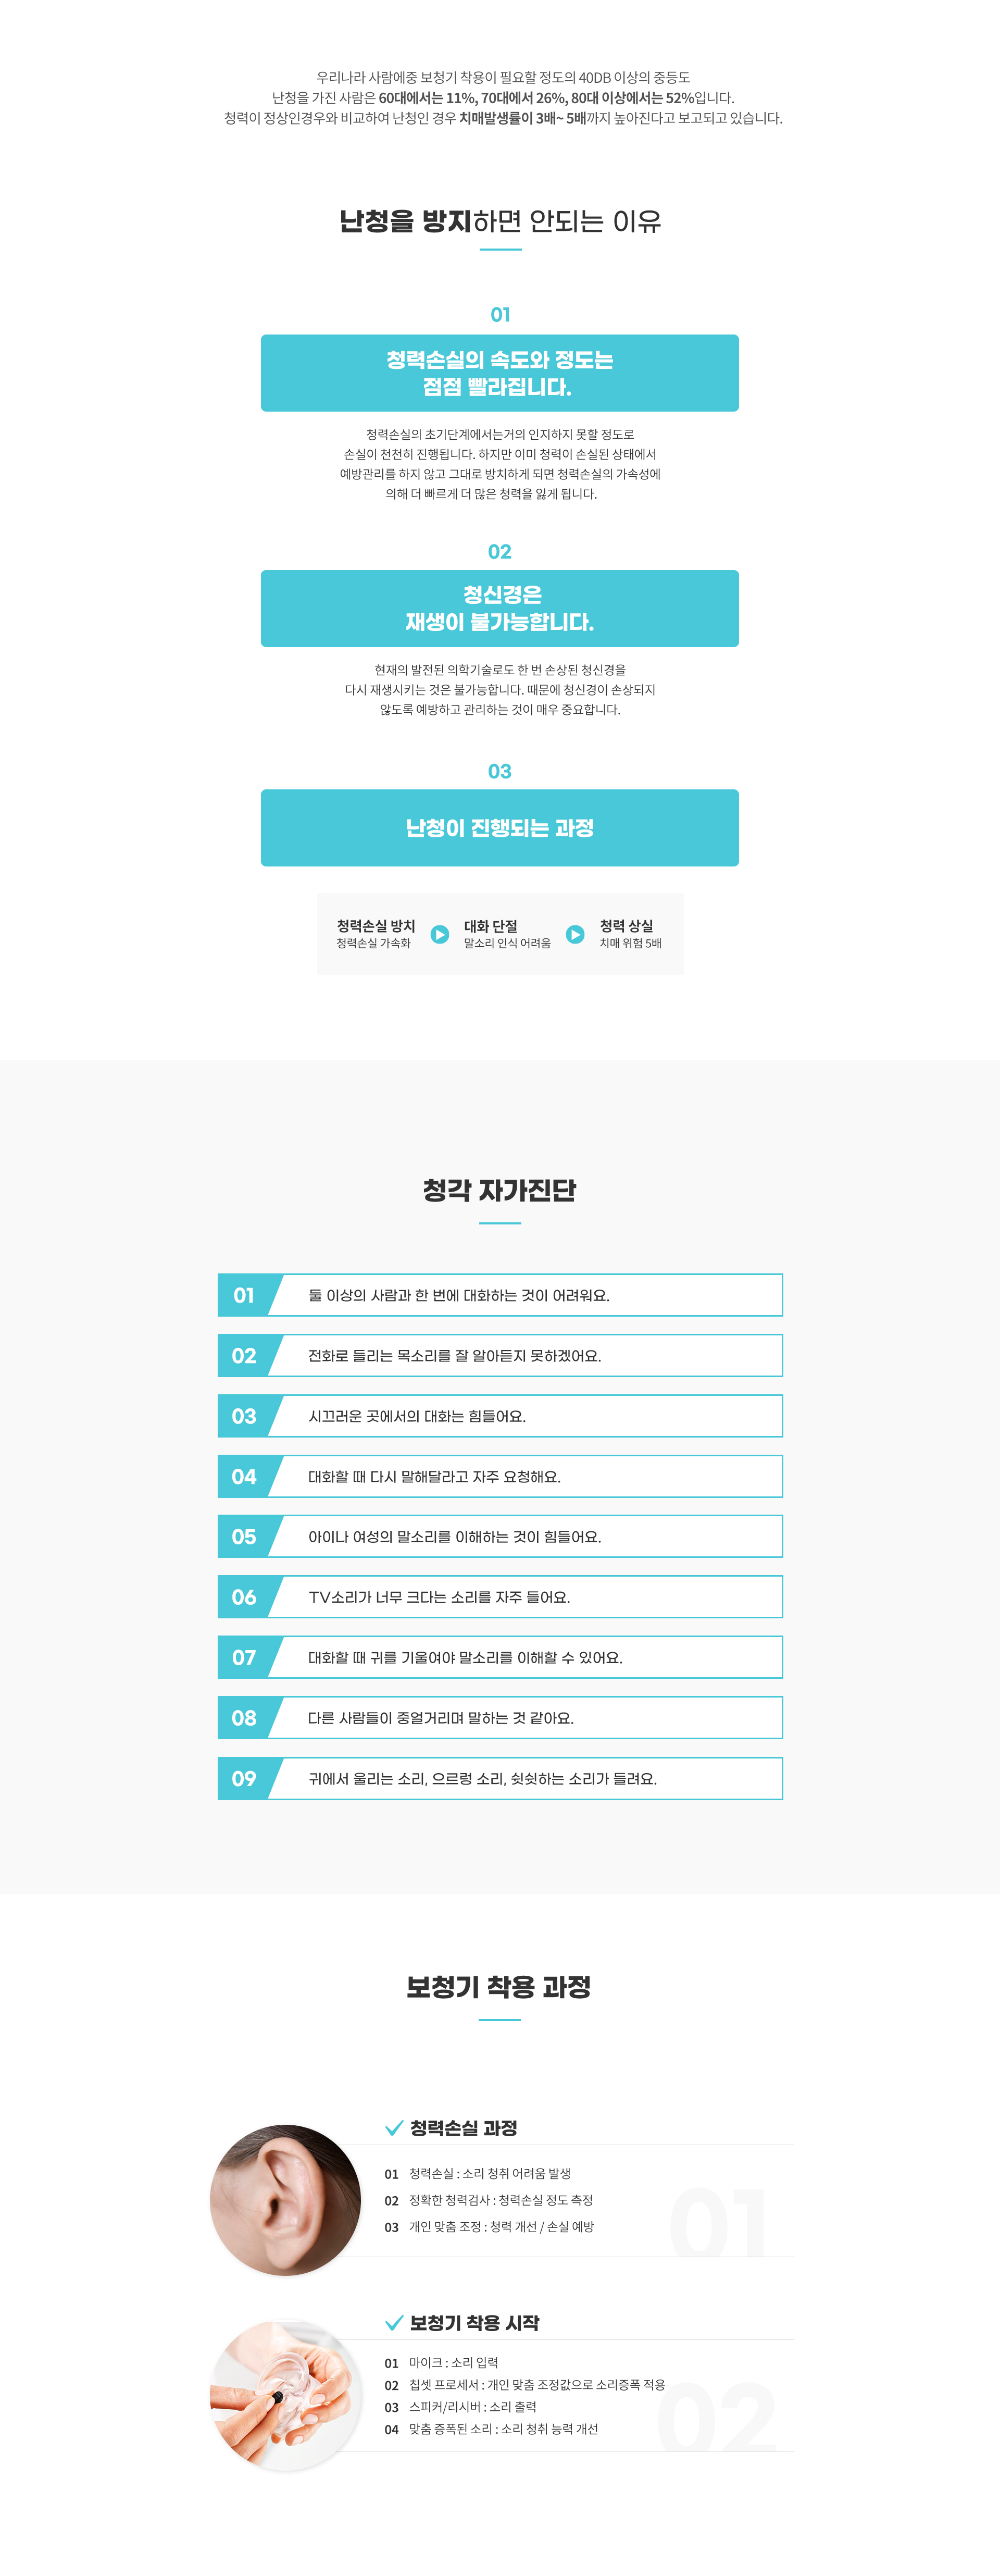 우리나라 사람에중 보청기 착용이 필요할 정도의 40DB 이상의 중등도
난청을 가진 사람은 60대에서는 11%, 70대에서 26%, 80대 이상에서는 52%입니다.
청력이 정상인경우와 비교하여 난청인 경우 치매발생률이 3배~ 5배까지 높아진다고 보고되고 있습니다.
난청을 방지하면 안되는 이유
01
청력손실의 속도와 정도는
점점 빨라집니다.
청력손실의 초기단계에서는거의 인지하지 못할 정도로
손실이 천천히 진행됩니다. 하지만 이미 청력이 손실된 상태에서
예방관리를 하지 않고 그대로 방치하게 되면 청력손실의 가속성에
의해 더 빠르게 더 많은 청력을 잃게 됩니다.
02
청신경은
재생이 불가능합니다.
현재의 발전된 의학기술로도 한 번 손상된 청신경을
다시 재생시키는 것은 불가능합니다. 때문에 청신경이 손상되지
않도록 예방하고 관리하는 것이 매우 중요합니다.
03
난청이 진행되는 과정
청력손실 방치
청력손실 가속화
대화 단절
말소리 인식 어려움
청력 상실
치매 위험 5배
청각 자가진단
01 둘 이상의 사람과 한 번에 대화하는 것이 어려워요.
02 전화로 들리는 목소리를 잘 알아듣지 못하겠어요.
03 시끄러운 곳에서의 대화는 힘들어요.
04 대화할 때 다시 말해달라고 자주 요청해요.
05 아이나 여성의 말소리를 이해하는 것이 힘들어요.
06 TV소리가 너무 크다는 소리를 자주 들어요.
07 대화할 때 귀를 기울여야 말소리를 이해할 수 있어요.
08 다른 사람들이 중얼거리며 말하는 것 같아요.
09 귀에서 울리는 소리, 으르렁 소리, 쉿쉿하는 소리가 들려요.
보청기 착용 과정
청력손실 과정
01 청력손실 : 소리 청취 어려움 발생
02 정확한 청력검사 : 청력손실 정도 측정
03 개인 맞춤 조정 : 청력 개선 / 손실 예방
01
보청기 착용 시작
01 마이크 : 소리 입력
02 칩셋 프로세서 : 개인 맞춤 조정값으로 소리증폭 적용
03 스피커/리시버 : 소리 출력
04 맞춤 증폭된 소리 : 소리 청취 능력 개선
02